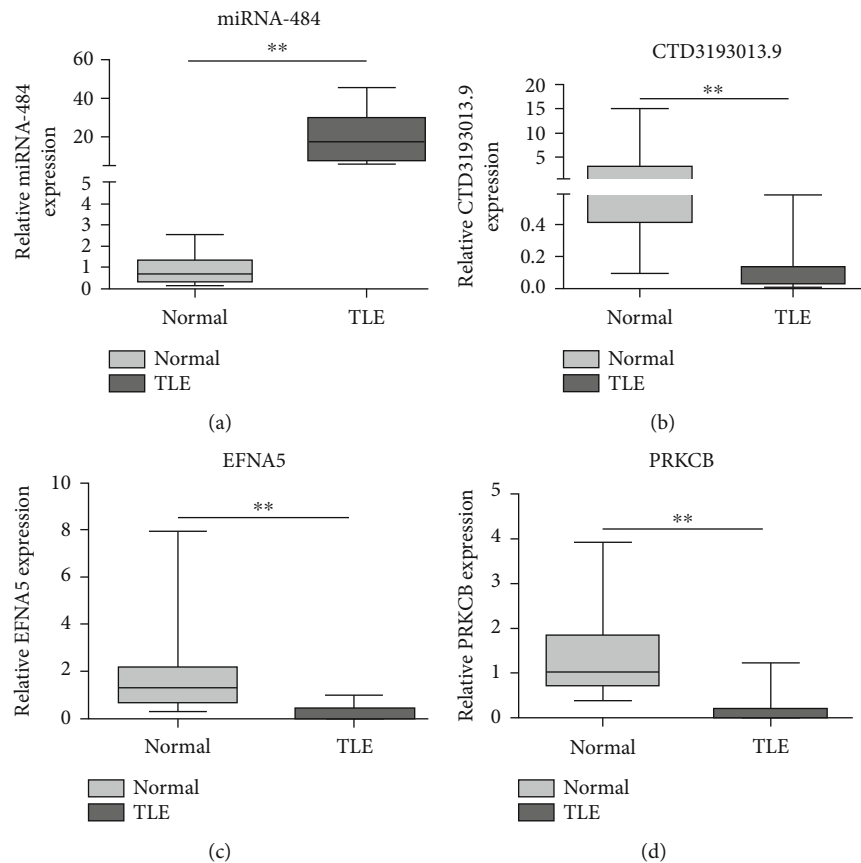 miRNA-484
Relative miRNA-484
expression
60
40
20
5
4
3
2
1
0
**
Normal
TLE
Normal
TLE
(a)
CTD3193013.9
Relative CTD3193013.9
expression
20
15
10
5
0.4
0.2
0.0
**
Normal
TLE
Normal
TLE
(b)
EFNA5
Relative EFNA5 expression
10
8
6
4
2
0
**
Normal
TLE
Normal
TLE
(c)
PRKCB
Relative PRKCB expression
5
4
3
2
1
0
**
Normal
TLE
Normal
TLE
(d)